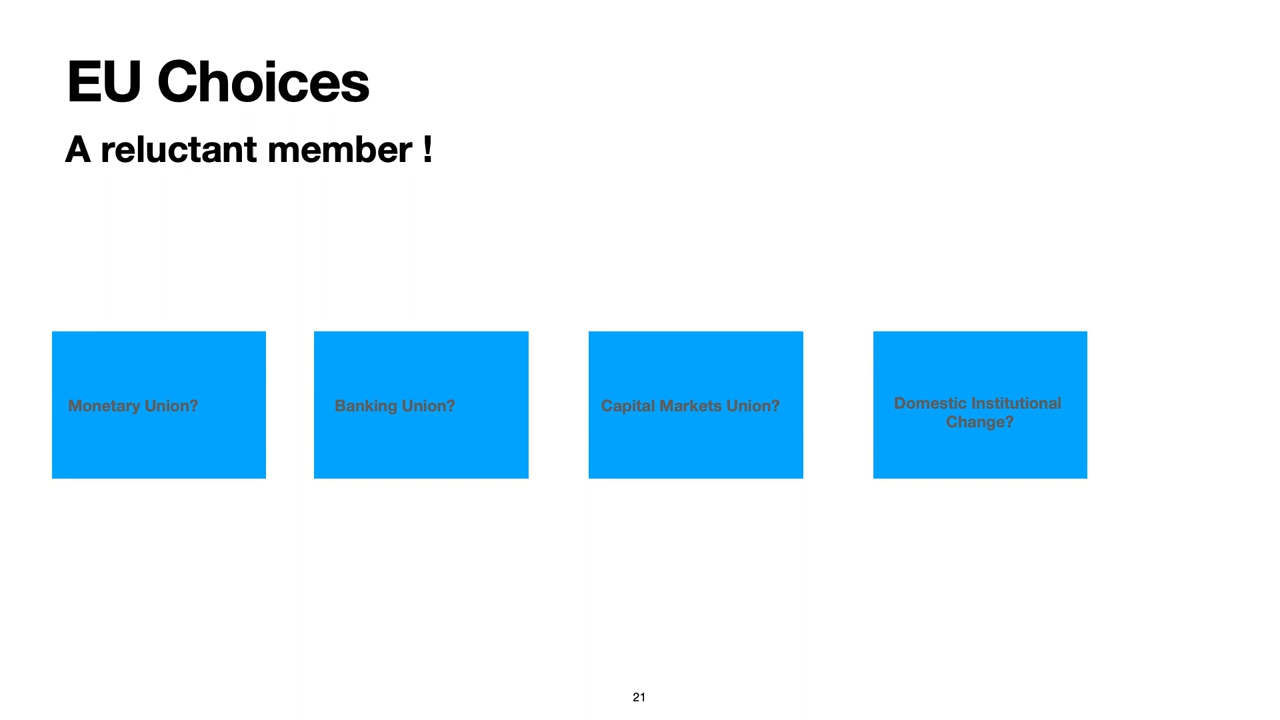 EU Choices
A reluctant member !
Monetary Union?
Banking Union?
Capital Markets Union?
Domestic Institutional
Change?
21